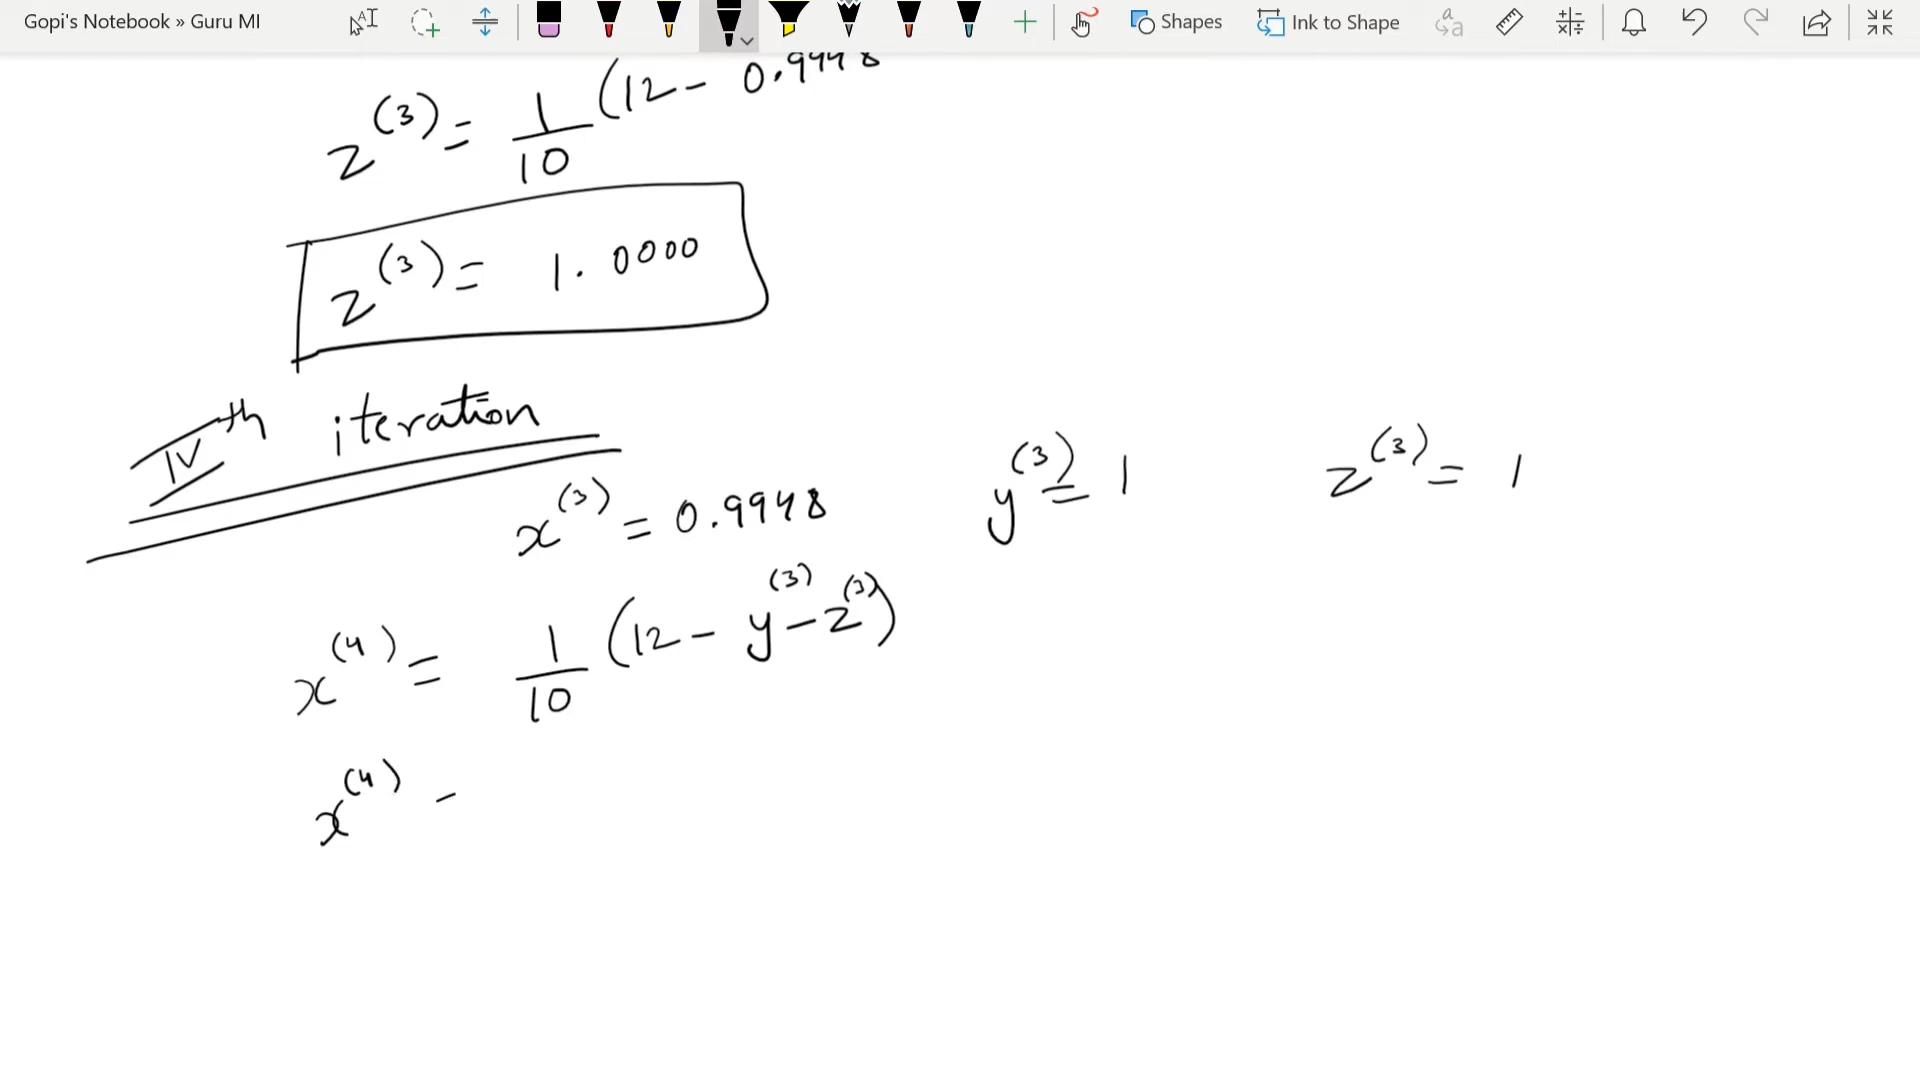 Gopi's Notebook » Guru MI
Shapes
Ink to Shape
z^(3) = 1/10 (12 - 0.9948
z^(3) = 1.0000
IV^th iteration
x^(3) = 0.9948 y^(3) = 1 z^(3) = 1
x^(4) = 1/10 (12 - y^(3) - z^(3))
x^(4) -